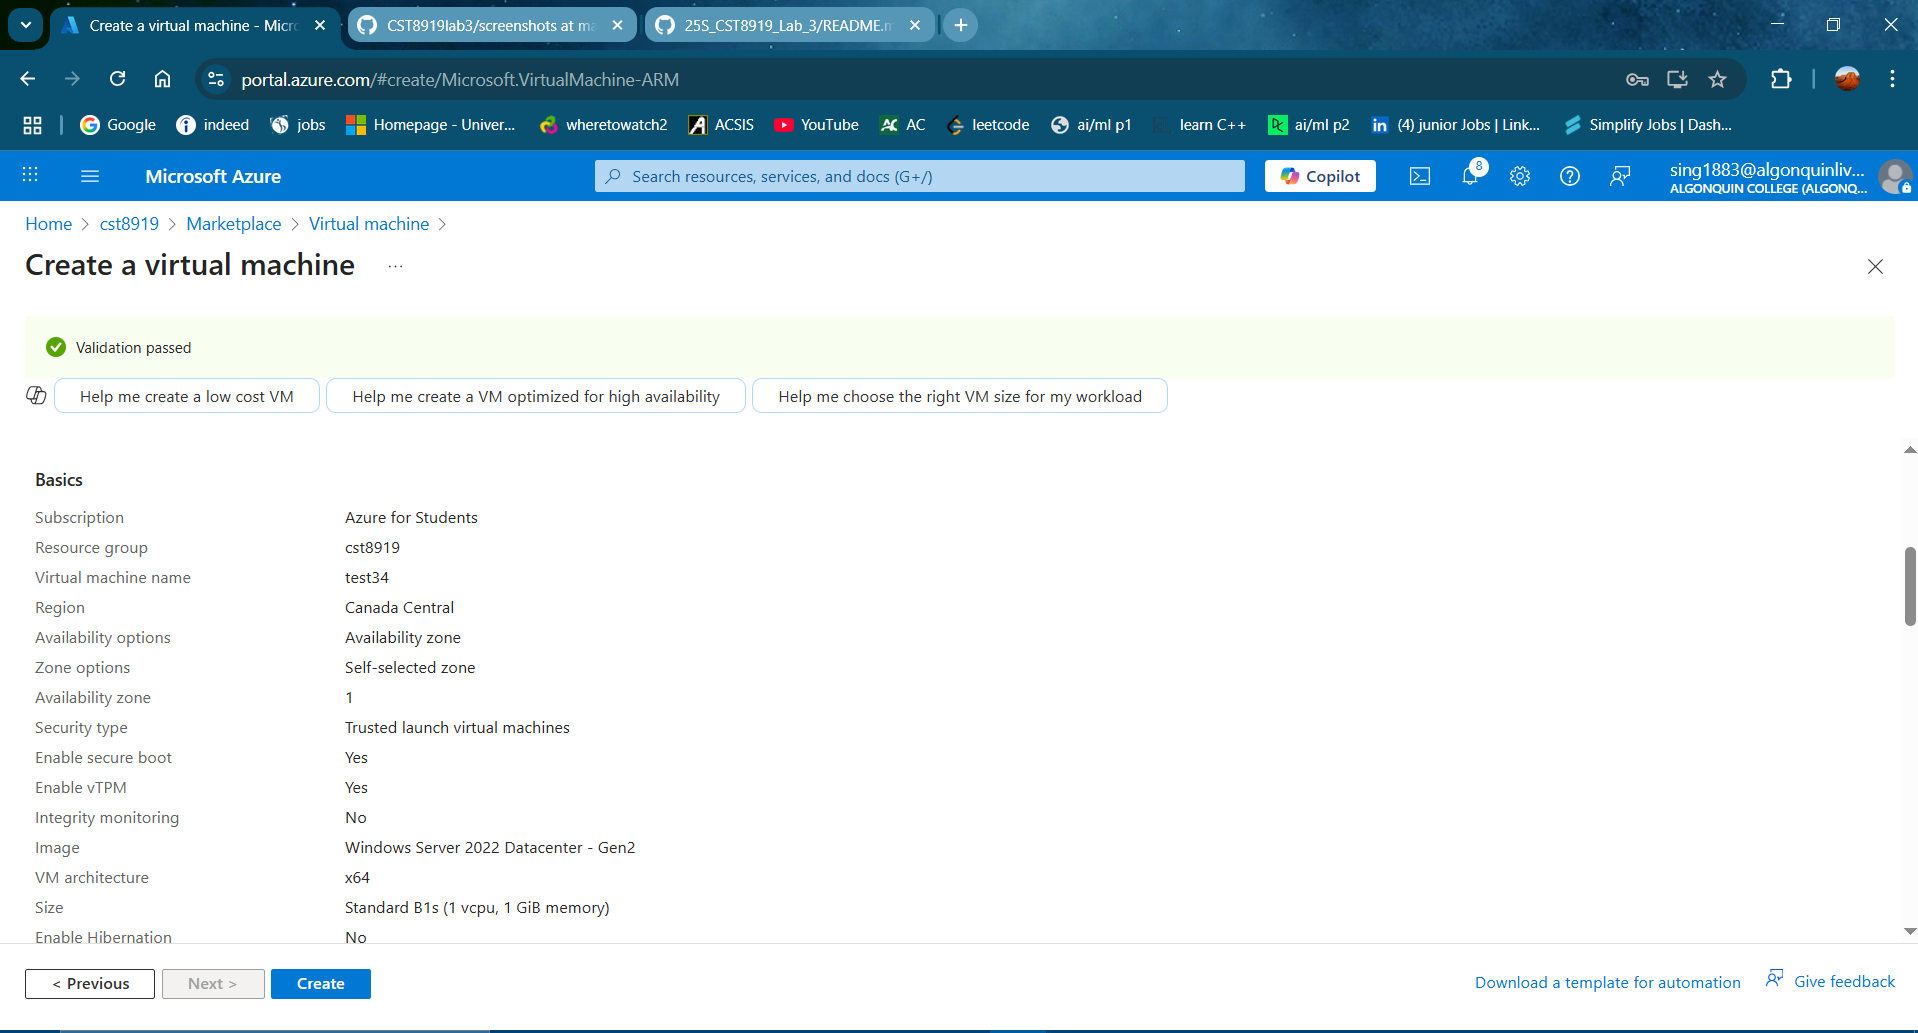 Create a virtual machine - Micro
CST8919lab3/screenshots at ma
25S_CST8919_Lab_3/README.m
portal.azure.com/#create/Microsoft.VirtualMachine-ARM
Google indeed jobs Homepage - Univer... wheretowatch2 ACSIS YouTube AC leetcode ai/ml p1 learn C++ ai/ml p2 (4) junior Jobs | Link... Simplify Jobs | Dash...
Microsoft Azure
Search resources, services, and docs (G+/)
Copilot
8
sing1883@algonquinliv...
ALGONQUIN COLLEGE (ALGONQ...
Home > cst8919 > Marketplace > Virtual machine >
Create a virtual machine ...
Validation passed
Help me create a low cost VM
Help me create a VM optimized for high availability
Help me choose the right VM size for my workload
Basics
Subscription Azure for Students
Resource group cst8919
Virtual machine name test34
Region Canada Central
Availability options Availability zone
Zone options Self-selected zone
Availability zone 1
Security type Trusted launch virtual machines
Enable secure boot Yes
Enable vTPM Yes
Integrity monitoring No
Image Windows Server 2022 Datacenter - Gen2
VM architecture x64
Size Standard B1s (1 vcpu, 1 GiB memory)
Enable Hibernation No
< Previous
Next >
Create
Download a template for automation
Give feedback